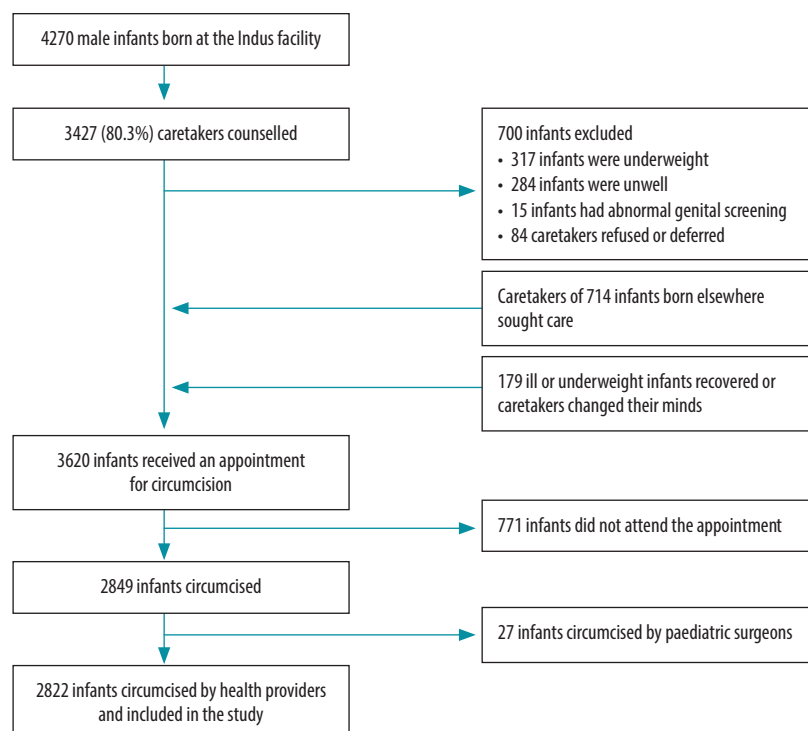 4270 male infants born at the Indus facility
3427 (80.3%) caretakers counselled
700 infants excluded
• 317 infants were underweight
• 284 infants were unwell
• 15 infants had abnormal genital screening
• 84 caretakers refused or deferred
Caretakers of 714 infants born elsewhere
sought care
179 ill or underweight infants recovered or
caretakers changed their minds
3620 infants received an appointment
for circumcision
771 infants did not attend the appointment
2849 infants circumcised
27 infants circumcised by paediatric surgeons
2822 infants circumcised by health providers
and included in the study